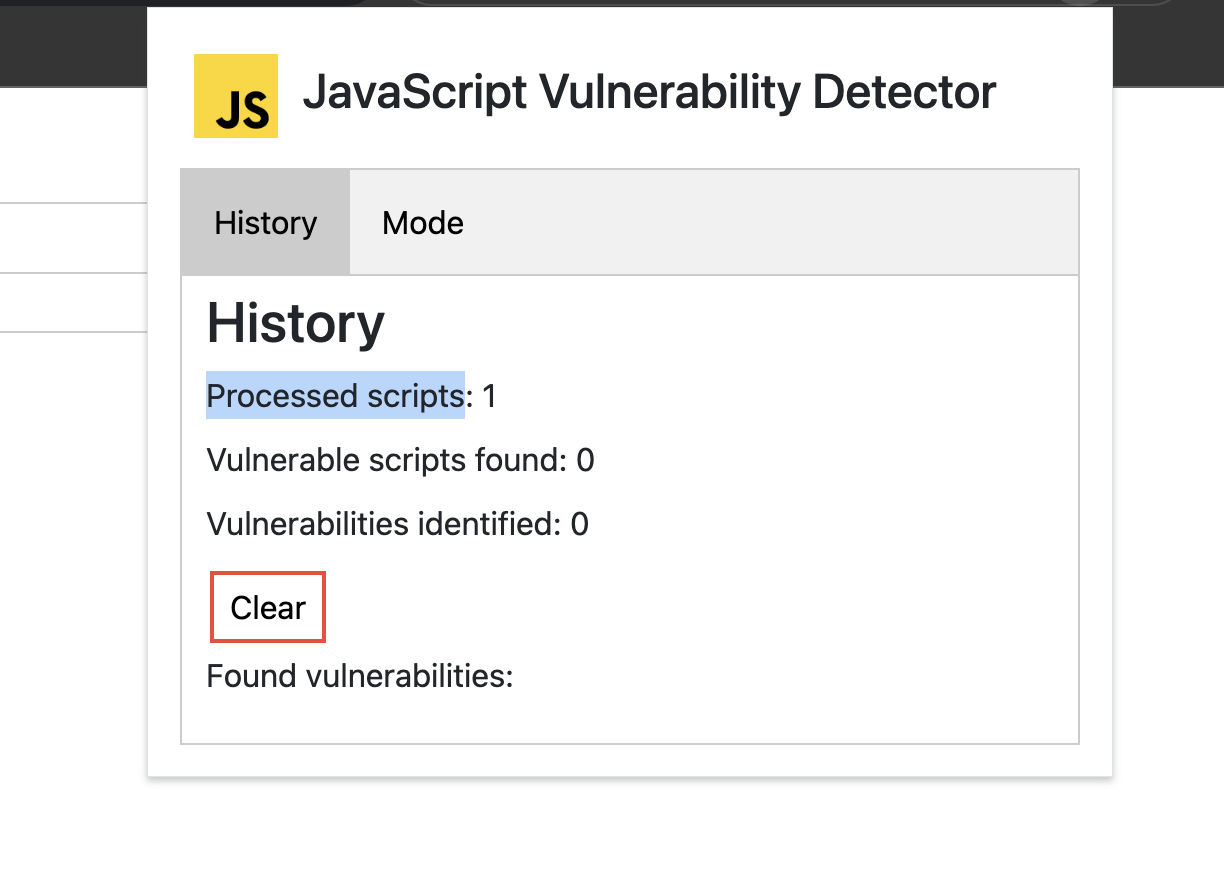 JS JavaScript Vulnerability Detector
History Mode
History
Processed scripts: 1
Vulnerable scripts found: 0
Vulnerabilities identified: 0
Clear
Found vulnerabilities: